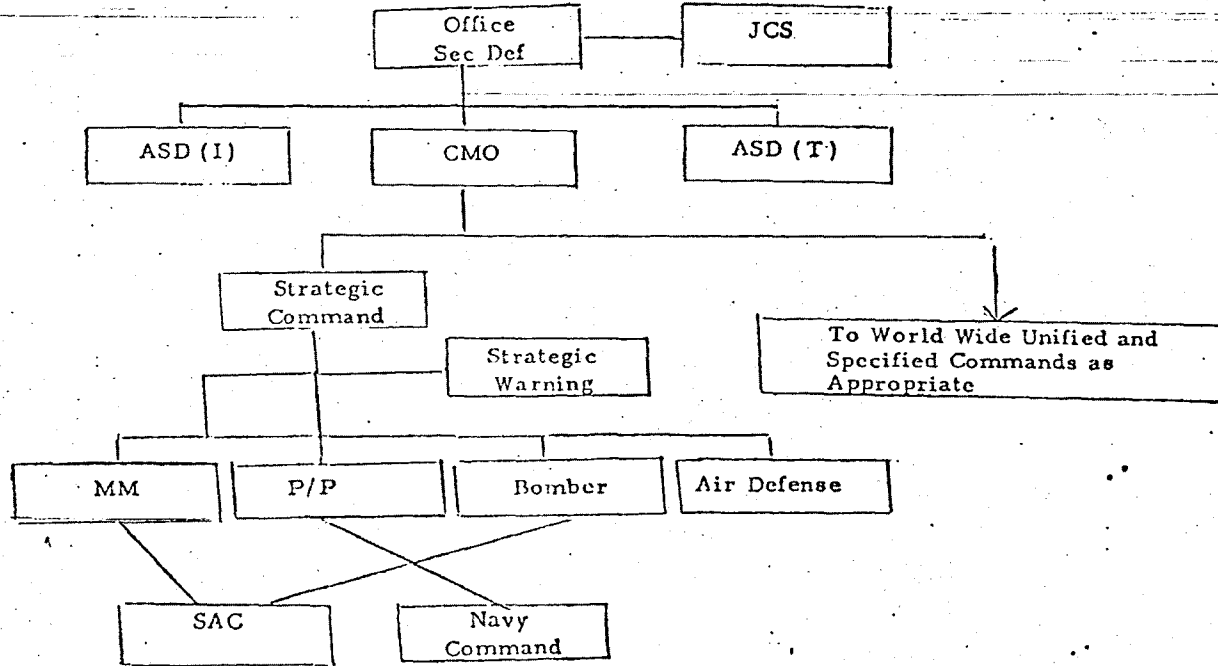 Office
Sec Def
JCS
ASD (I)
CMO
ASD (T)
Strategic
Command
Strategic
Warning
To World Wide Unified and
Specified Commands as
Appropriate
MM
P/P
Bomber
Air Defense
SAC
Navy
Command